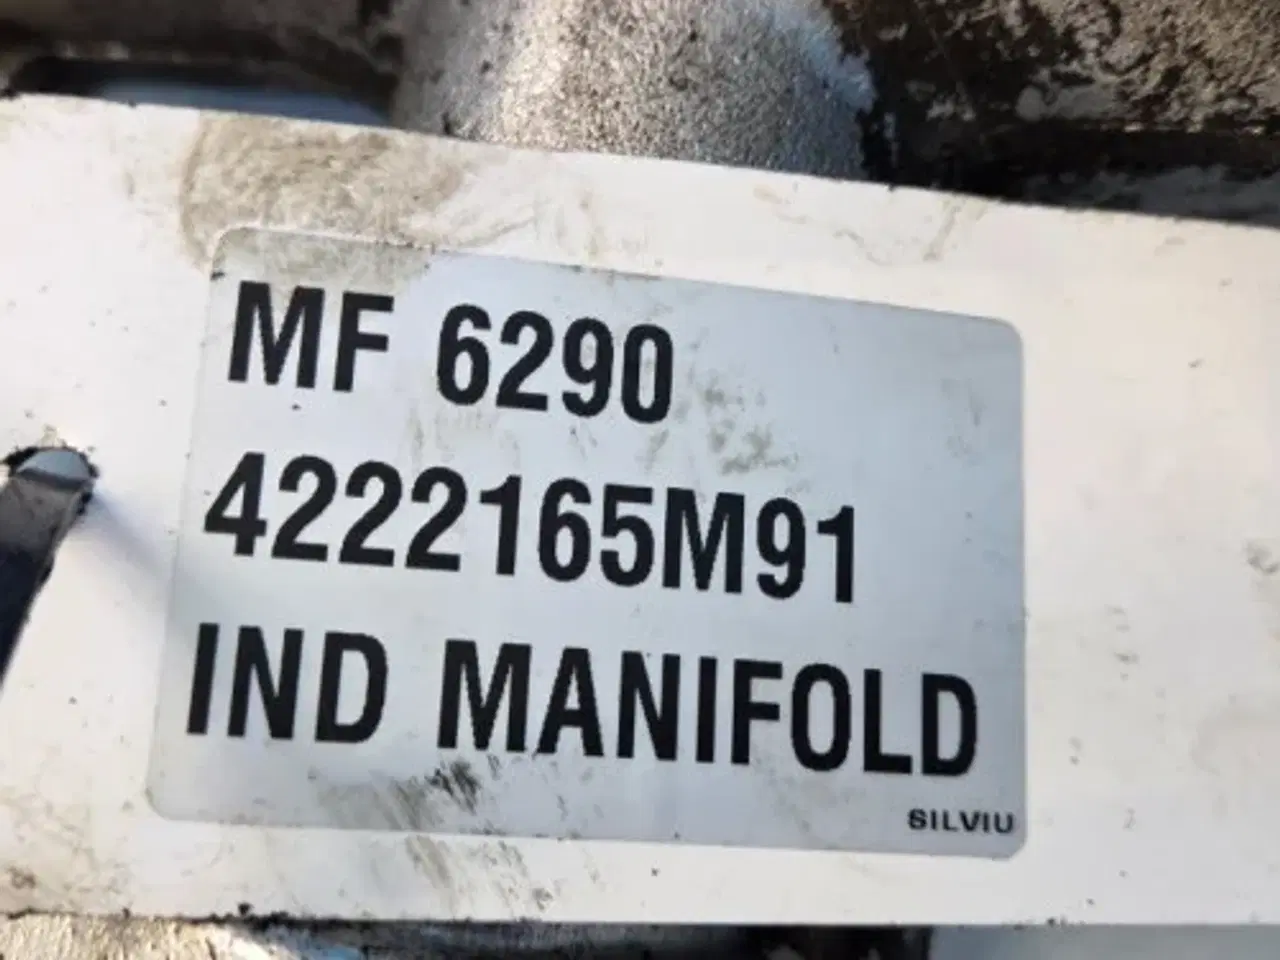 MF 6290
4222165M91
IND MANIFOLD
SILVIU